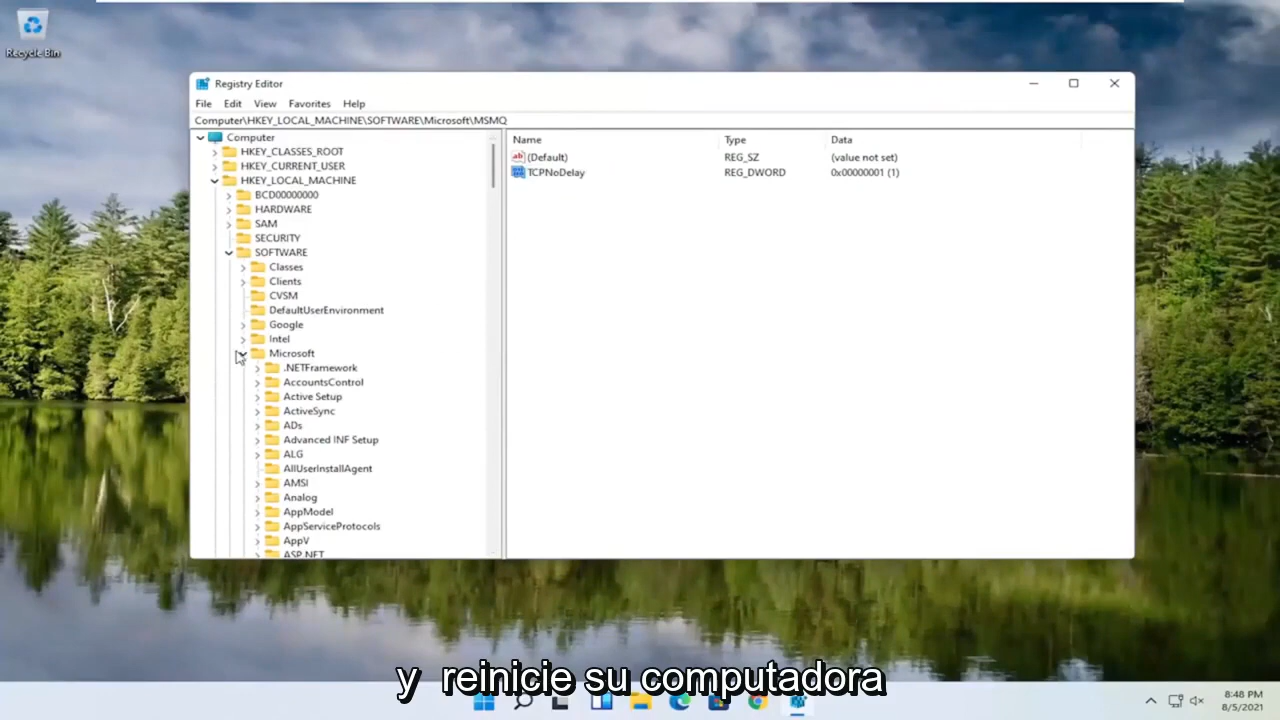 Recycle Bin
Registry Editor
File Edit View Favorites Help
Computer\HKEY_LOCAL_MACHINE\SOFTWARE\Microsoft\MSMQ
Computer
HKEY_CLASSES_ROOT
HKEY_CURRENT_USER
HKEY_LOCAL_MACHINE
BCD00000000
HARDWARE
SAM
SECURITY
SOFTWARE
Classes
Clients
CVSM
DefaultUserEnvironment
Google
Intel
Microsoft
.NETFramework
AccountsControl
Active Setup
ActiveSync
ADs
Advanced INF Setup
ALG
AllUserInstallAgent
AMSI
Analog
AppModel
AppServiceProtocols
AppV
ASP.NET
Name Type Data
(Default) REG_SZ (value not set)
TCPNoDelay REG_DWORD 0x00000001 (1)
y reinicie su computadora
8:48 PM
8/5/2021